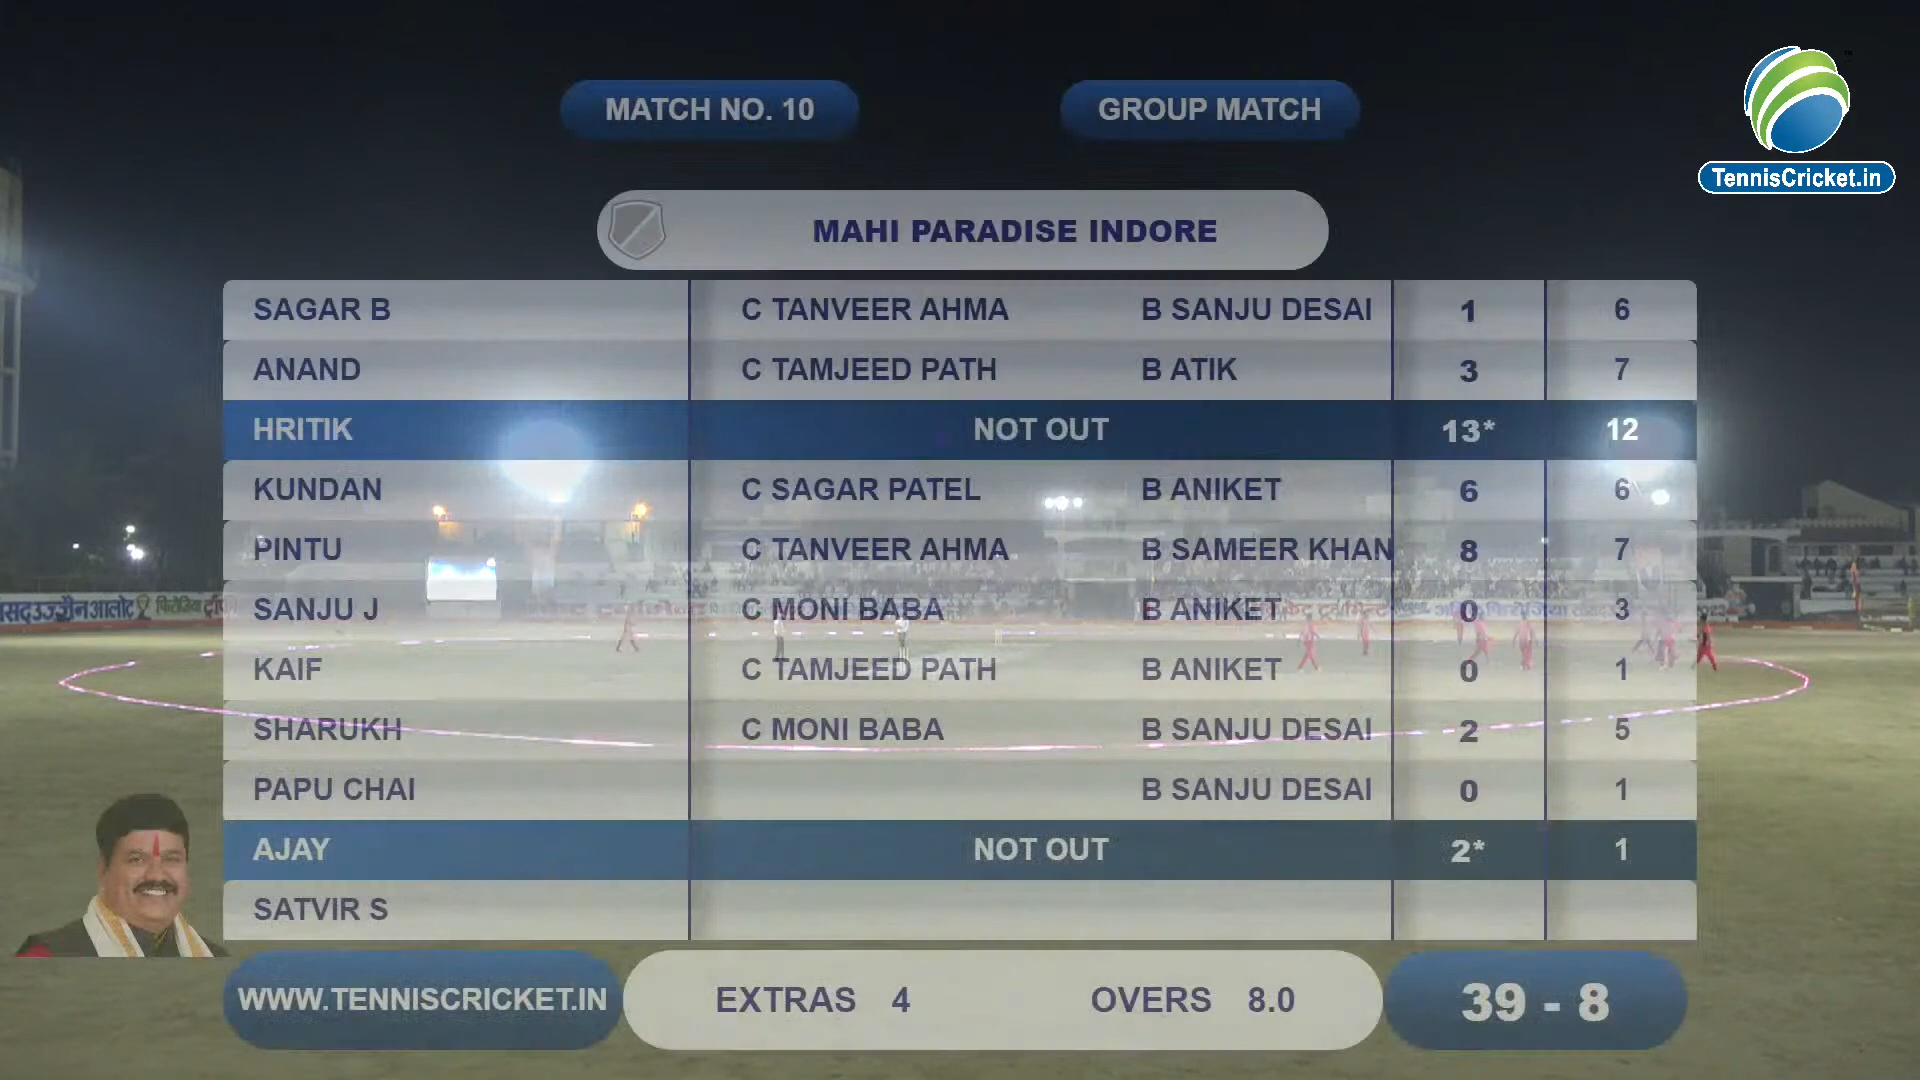 MATCH NO. 10
GROUP MATCH
TennisCricket.in
MAHI PARADISE INDORE
SAGAR B C TANVEER AHMA B SANJU DESAI 1 6
ANAND C TAMJEED PATH B ATIK 3 7
HRITIK NOT OUT 13* 12
KUNDAN C SAGAR PATEL B ANIKET 6 6
PINTU C TANVEER AHMA B SAMEER KHAN 8 7
SANJU J C MONI BABA B ANIKET 0 3
KAIF C TAMJEED PATH B ANIKET 0 1
SHARUKH C MONI BABA B SANJU DESAI 2 5
PAPU CHAI B SANJU DESAI 0 1
AJAY NOT OUT 2* 1
SATVIR S
WWW.TENNISCRICKET.IN EXTRAS 4 OVERS 8.0 39 - 8